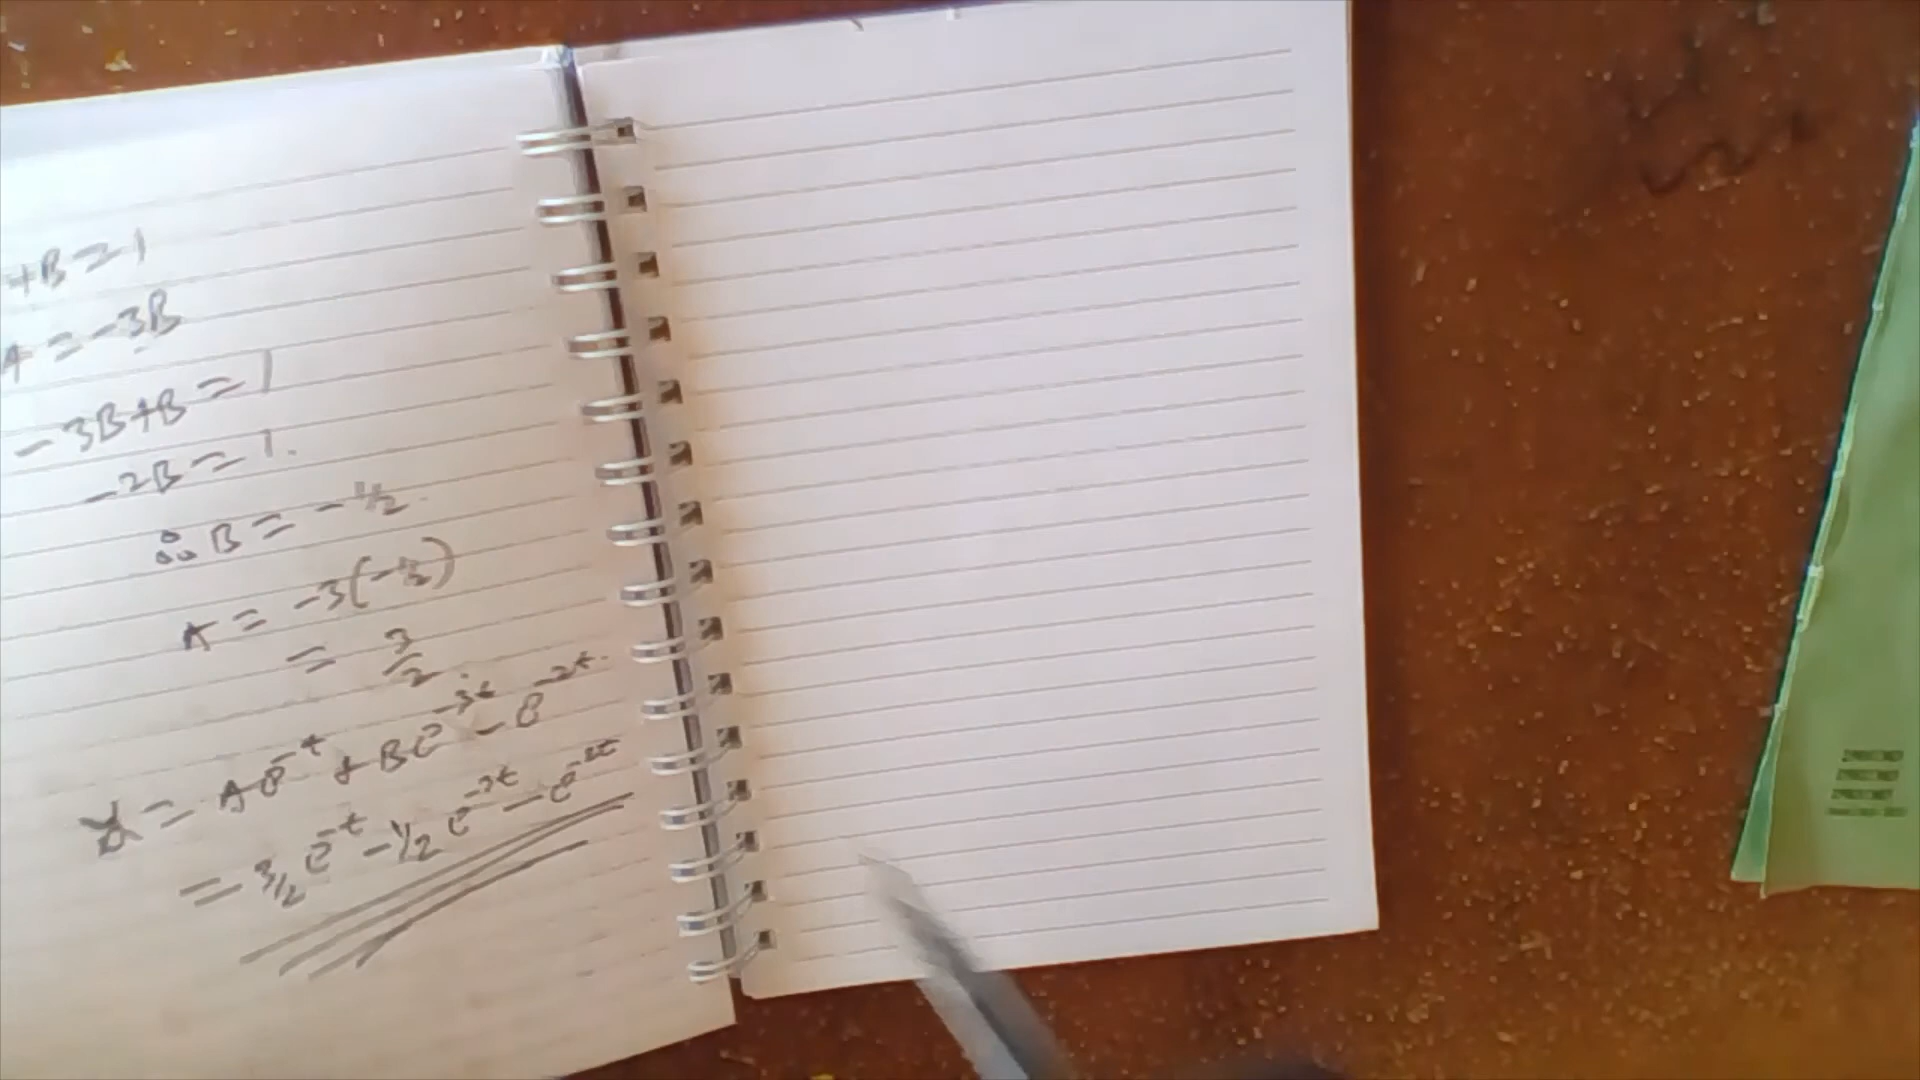 +B = 1
A = -3B
-3B+B = 1
-2B = 1.
∴ B = -1/2.
A = -3(-1/2)
= 3/2
x = Ae^-t + Be^-3t - e^-2t.
= 3/2 e^-t - 1/2 e^-3t - e^-2t